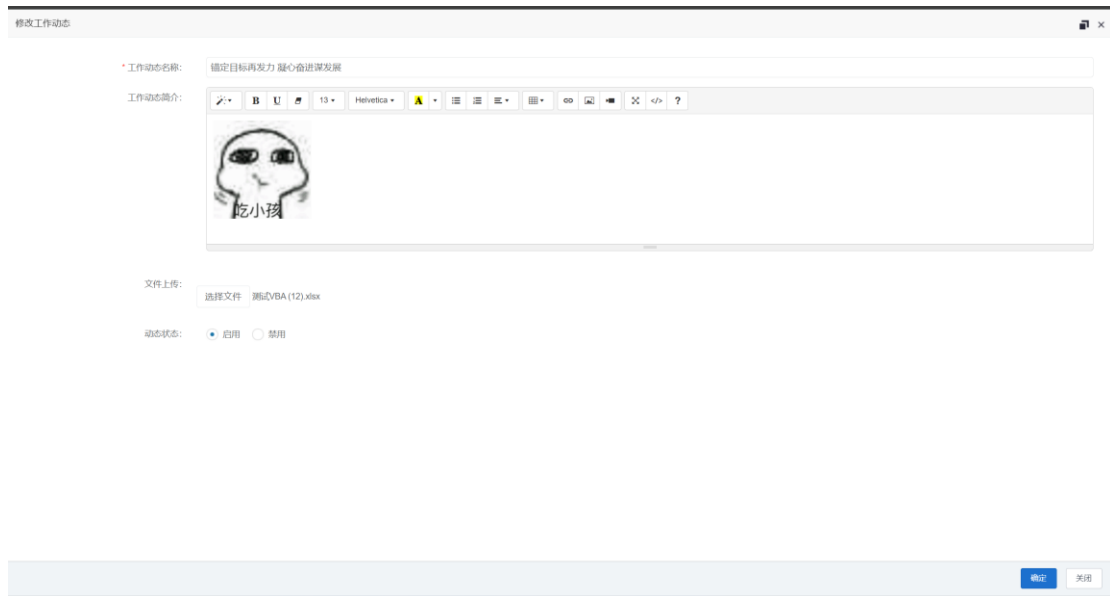 修改工作动态
* 工作动态名称: 锚定目标再发力 凝心奋进谋发展
工作动态简介:
B U 13 Helvetica A </> ?
吃小孩
文件上传:
选择文件 测试VBA (12).xlsx
动态状态: 启用 禁用
确定 关闭